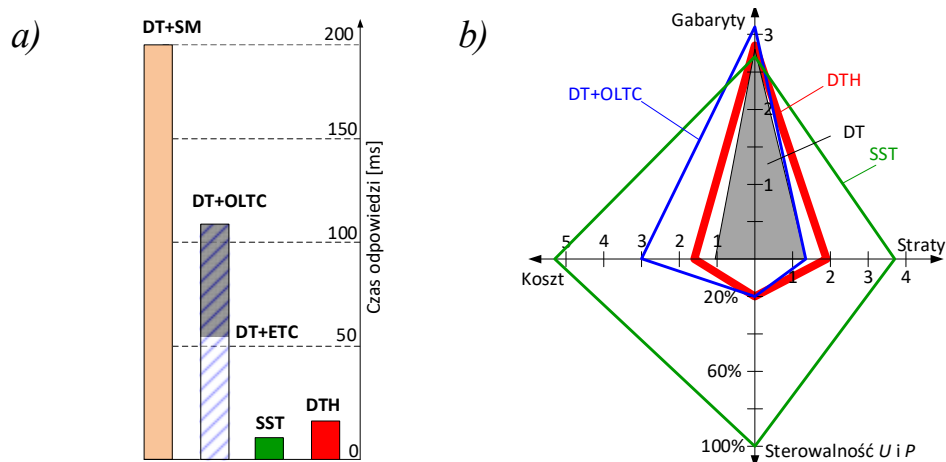 a)
DT+SM
200
150
DT+OLTC
100
DT+ETC
50
SST
DTH
0
Czas odpowiedzi [ms]
b)
Gabaryty
3
DT+OLTC
DTH
2
DT
SST
1
5 4 3 2 1
Koszt
Straty
1 2 3 4
20%
60%
100%
Sterowalność U i P